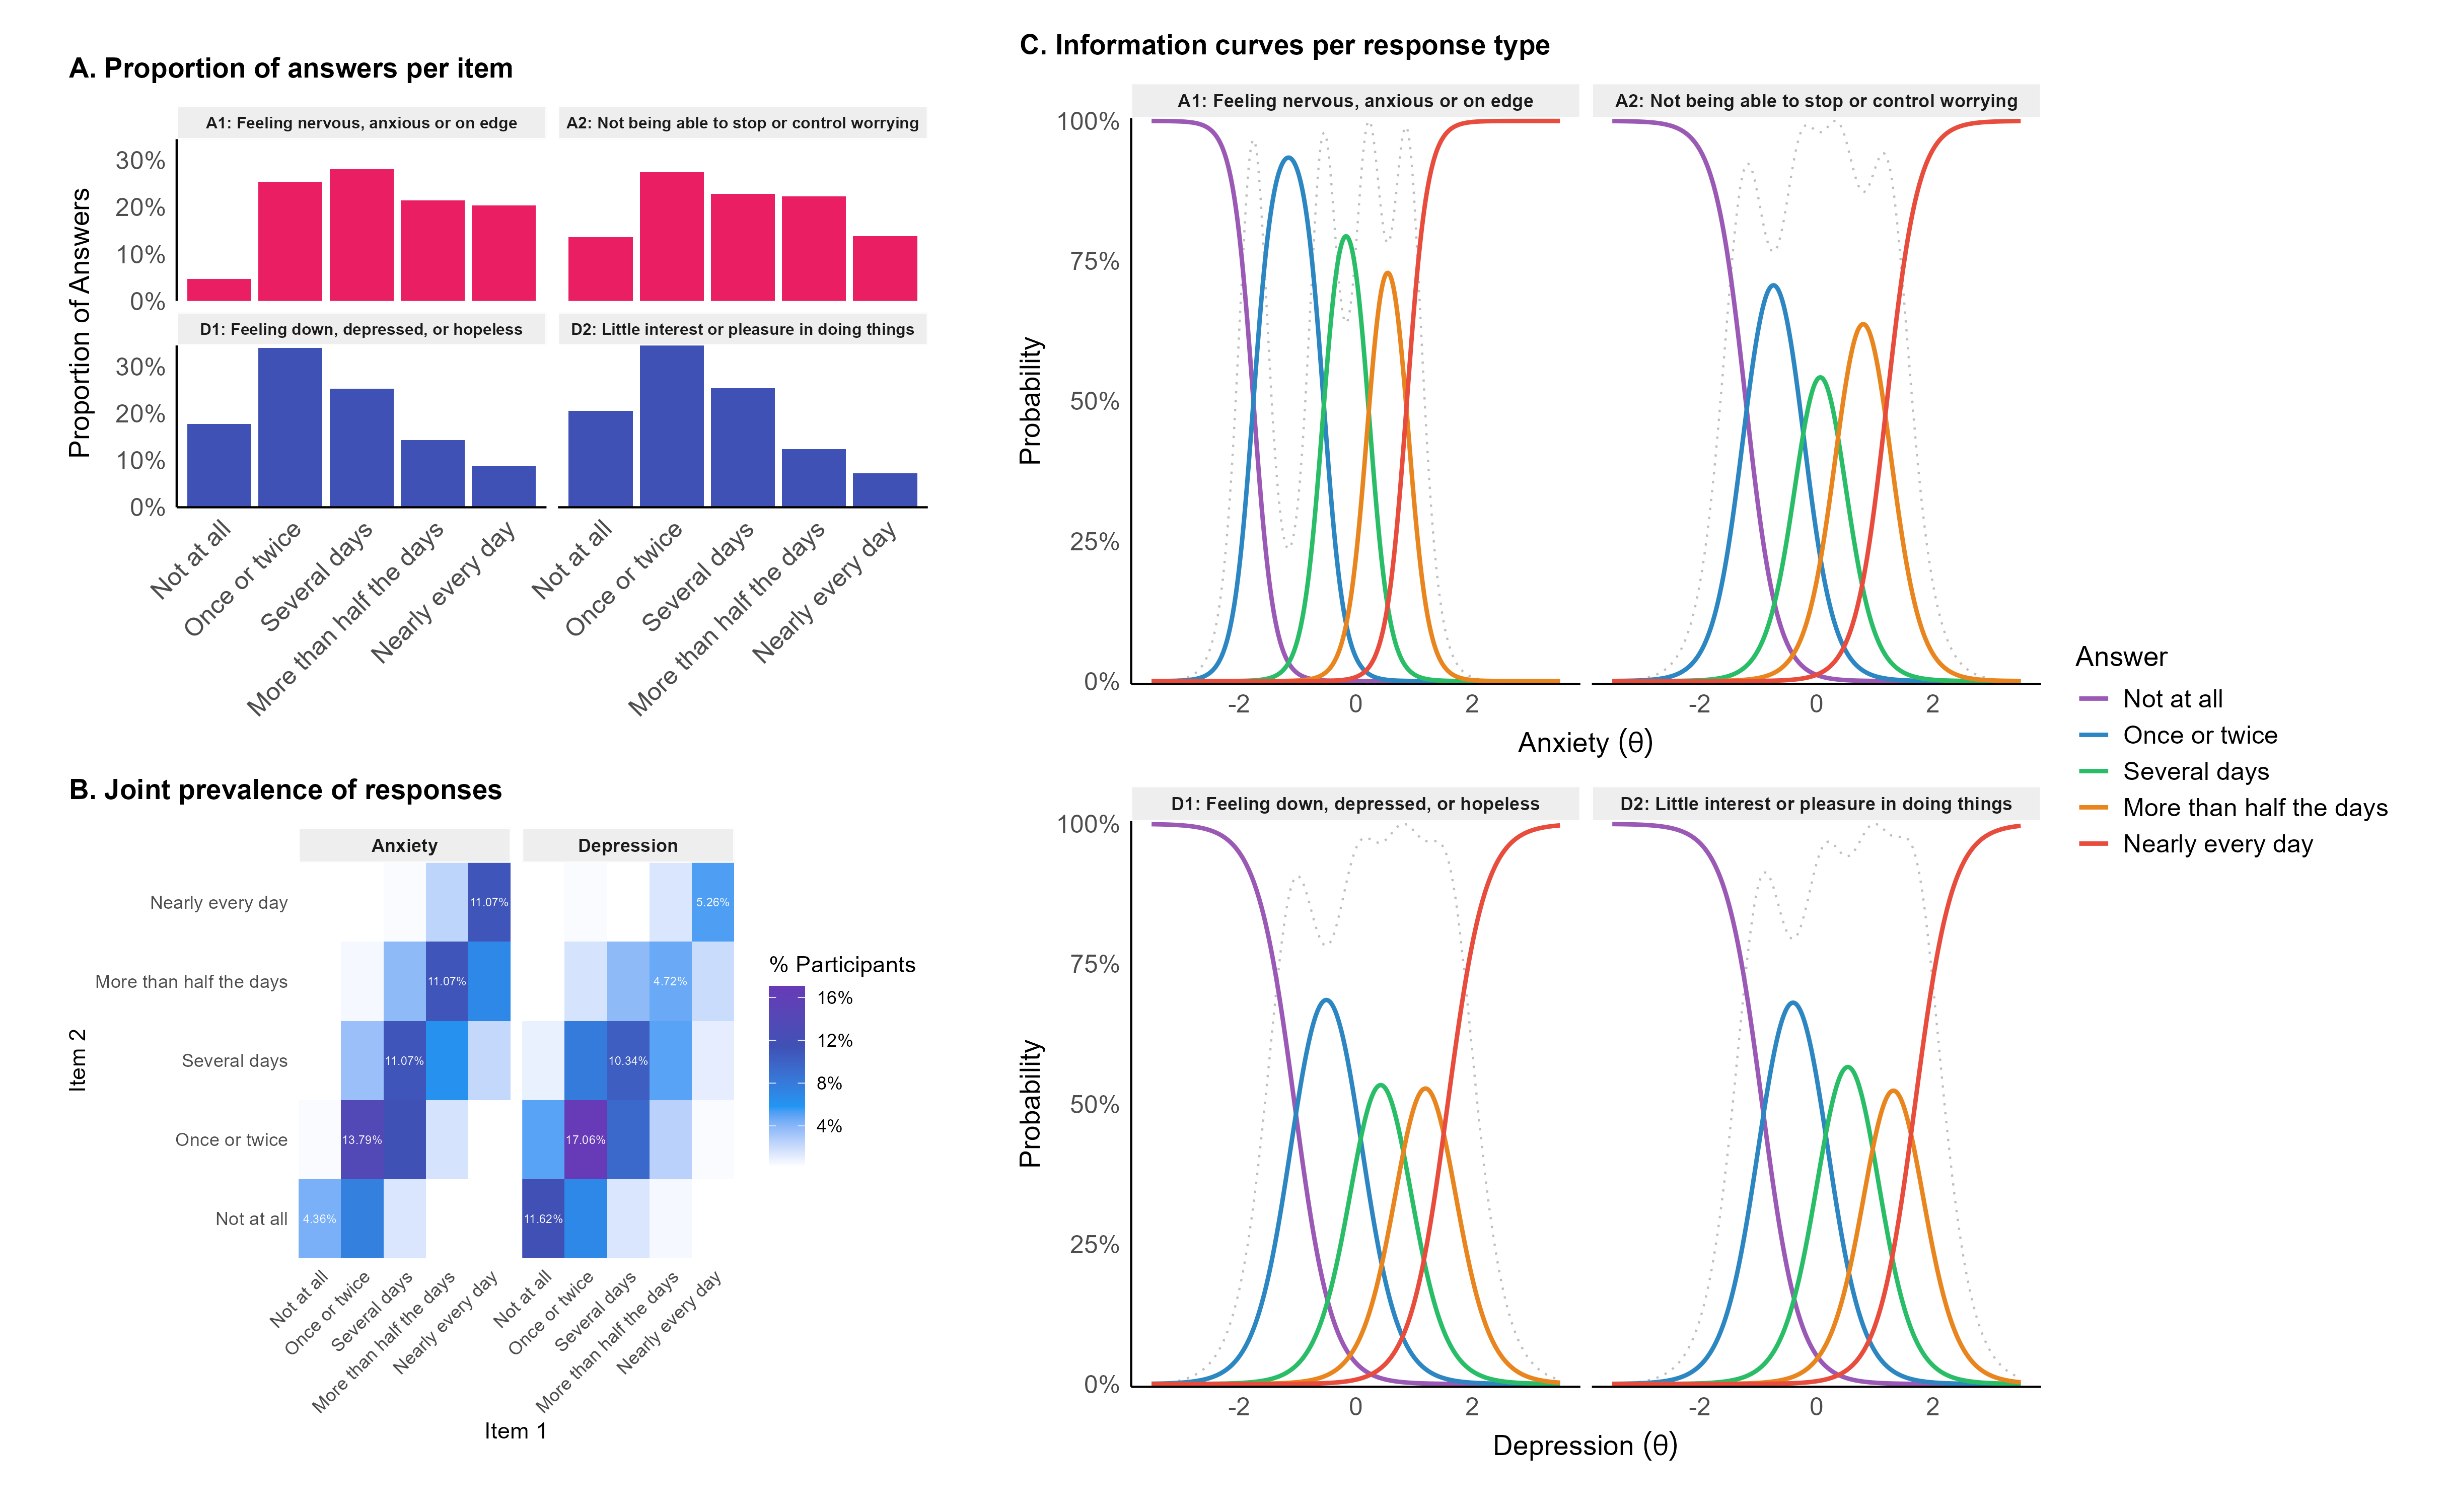 A. Proportion of answers per item
A1: Feeling nervous, anxious or on edge
A2: Not being able to stop or control worrying
Proportion of Answers
30%
20%
10%
0%
D1: Feeling down, depressed, or hopeless
D2: Little interest or pleasure in doing things
30%
20%
10%
0%
Not at all
Once or twice
Several days
More than half the days
Nearly every day
Not at all
Once or twice
Several days
More than half the days
Nearly every day
B. Joint prevalence of responses
Anxiety
Depression
Item 2
Nearly every day
11.07%
5.26%
More than half the days
11.07%
4.72%
Several days
11.07%
10.34%
Once or twice
13.79%
17.06%
Not at all
4.36%
11.62%
Not at all
Once or twice
Several days
More than half the days
Nearly every day
Not at all
Once or twice
Several days
More than half the days
Nearly every day
Item 1
% Participants
16%
12%
8%
4%
C. Information curves per response type
A1: Feeling nervous, anxious or on edge
A2: Not being able to stop or control worrying
Probability
100%
75%
50%
25%
0%
-2 0 2
-2 0 2
Anxiety (θ)
D1: Feeling down, depressed, or hopeless
D2: Little interest or pleasure in doing things
Probability
100%
75%
50%
25%
0%
-2 0 2
-2 0 2
Depression (θ)
Answer
Not at all
Once or twice
Several days
More than half the days
Nearly every day